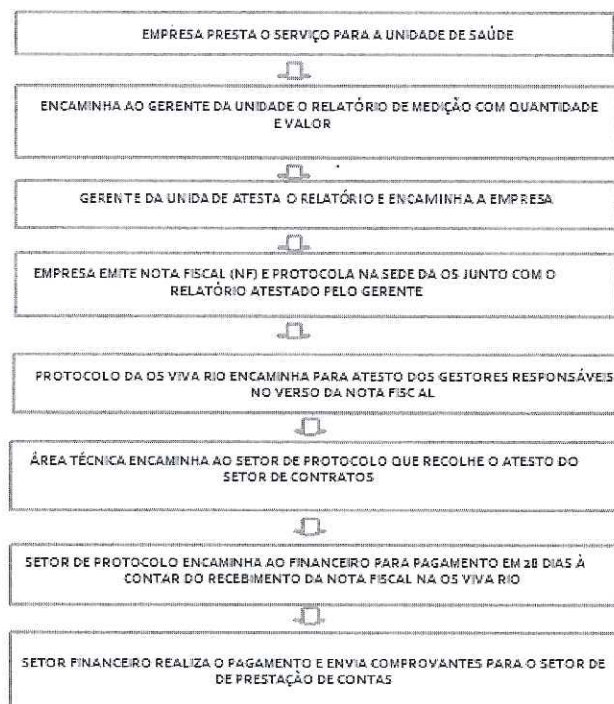 EMPRESA PRESTA O SERVIÇO PARA A UNIDADE DE SAÚDE
ENCAMINHA AO GERENTE DA UNIDADE O RELATÓRIO DE MEDIÇÃO COM QUANTIDADE
E VALOR
GERENTE DA UNIDADE ATESTA O RELATÓRIO E ENCAMINHA A EMPRESA
EMPRESA EMITE NOTA FISCAL (NF) E PROTOCOLA NA SEDE DA OS JUNTO COM O
RELATÓRIO ATESTADO PELO GERENTE
PROTOCOLO DA OS VIVA RIO ENCAMINHA PARA ATESTO DOS GESTORES RESPONSÁVEIS
NO VERSO DA NOTA FISCAL
ÁREA TÉCNICA ENCAMINHA AO SETOR DE PROTOCOLO QUE RECOLHE O ATESTO DO
SETOR DE CONTRATOS
SETOR DE PROTOCOLO ENCAMINHA AO FINANCEIRO PARA PAGAMENTO EM 28 DIAS À
CONTAR DO RECEBIMENTO DA NOTA FISCAL NA OS VIVA RIO
SETOR FINANCEIRO REALIZA O PAGAMENTO E ENVIA COMPROVANTES PARA O SETOR DE
DE PRESTAÇÃO DE CONTAS